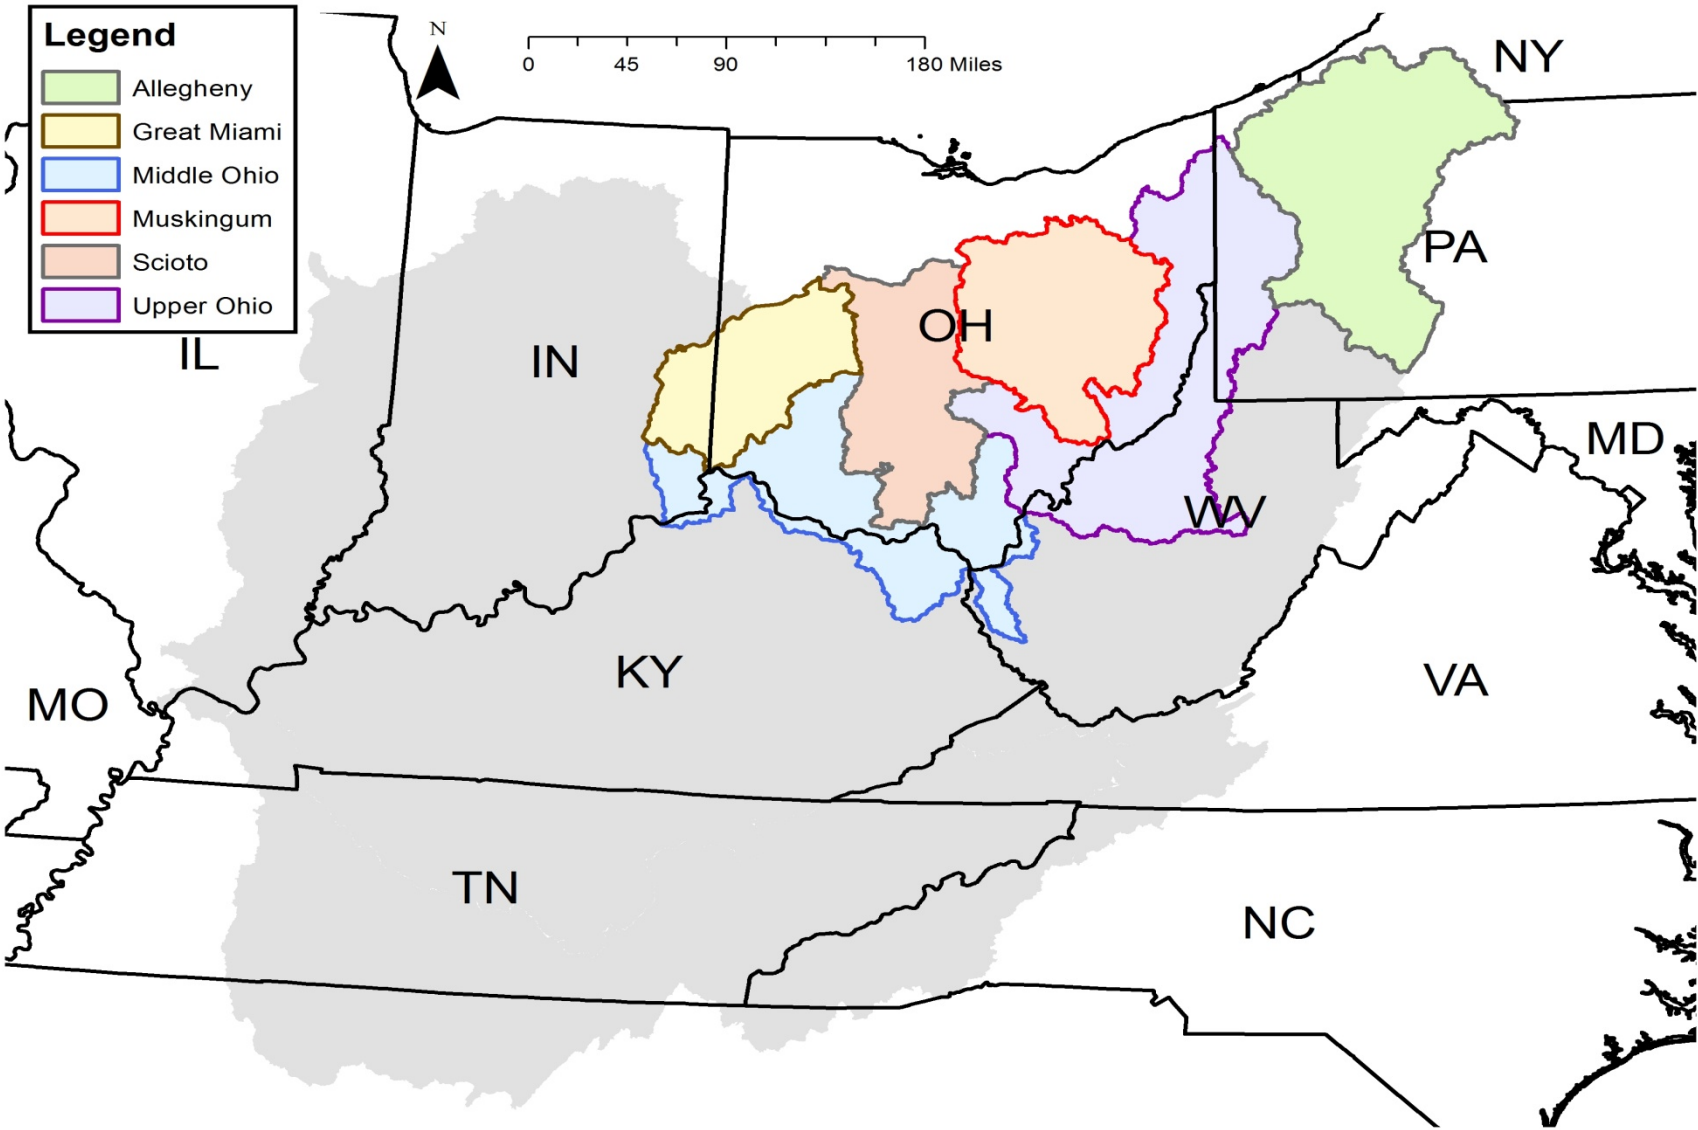 Legend
Allegheny
Great Miami
Middle Ohio
Muskingum
Scioto
Upper Ohio
N
0 45 90 180 Miles
NY
PA
OH
IL
IN
MD
WV
KY
VA
MO
TN
NC